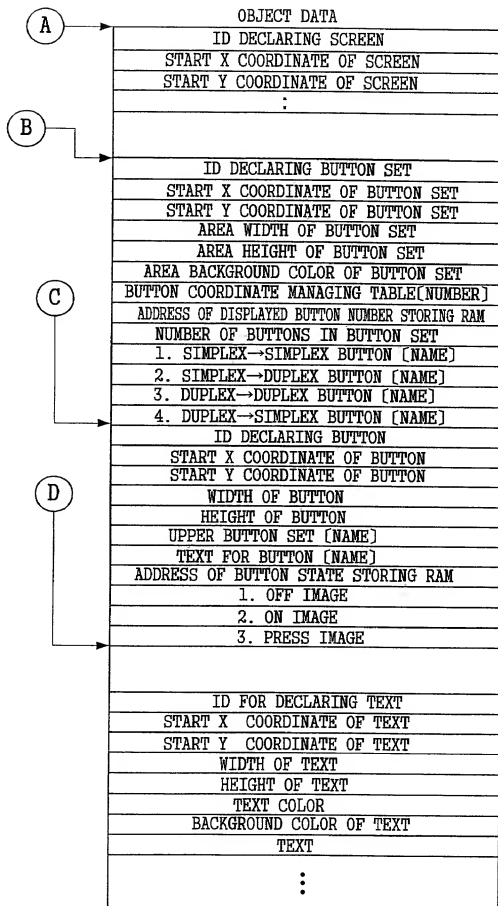 OBJECT DATA
A
ID DECLARING SCREEN
START X COORDINATE OF SCREEN
START Y COORDINATE OF SCREEN
:
B
ID DECLARING BUTTON SET
START X COORDINATE OF BUTTON SET
START Y COORDINATE OF BUTTON SET
AREA WIDTH OF BUTTON SET
AREA HEIGHT OF BUTTON SET
AREA BACKGROUND COLOR OF BUTTON SET
C
BUTTON COORDINATE MANAGING TABLE[NUMBER]
ADDRESS OF DISPLAYED BUTTON NUMBER STORING RAM
NUMBER OF BUTTONS IN BUTTON SET
1. SIMPLEX→SIMPLEX BUTTON [NAME]
2. SIMPLEX→DUPLEX BUTTON [NAME]
3. DUPLEX→DUPLEX BUTTON [NAME]
4. DUPLEX→SIMPLEX BUTTON [NAME]
ID DECLARING BUTTON
START X COORDINATE OF BUTTON
START Y COORDINATE OF BUTTON
D
WIDTH OF BUTTON
HEIGHT OF BUTTON
UPPER BUTTON SET [NAME]
TEXT FOR BUTTON [NAME]
ADDRESS OF BUTTON STATE STORING RAM
1. OFF IMAGE
2. ON IMAGE
3. PRESS IMAGE
ID FOR DECLARING TEXT
START X COORDINATE OF TEXT
START Y COORDINATE OF TEXT
WIDTH OF TEXT
HEIGHT OF TEXT
TEXT COLOR
BACKGROUND COLOR OF TEXT
TEXT
⋮